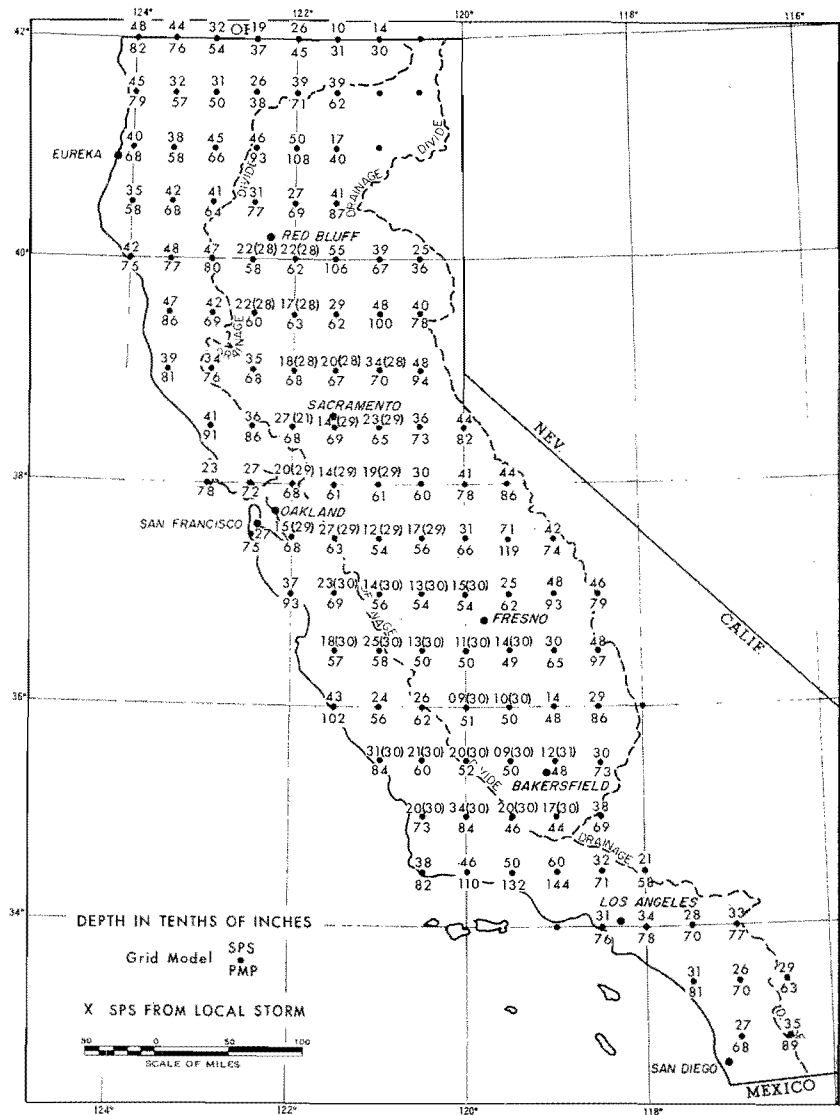 124° 122° 120° 118° 116°
42°
48 44 32 19 26 10 14
82 76 54 37 45 31 30
45 32 31 26 39 39
79 57 50 38 71 62
40 38 45 46 50 17
EUREKA 68 58 66 93 108 40
DIVIDE
DIVIDE
DRAINAGE
35 42 41 31 27 41
58 68 64 77 69 87
RED BLUFF
40°
42 48 47 22(28) 22(28) 55 39 25
75 77 80 58 62 106 67 36
47 42 22(28) 17(28) 29 48 40
86 69 60 63 62 100 78
39 34 35 18(28) 20(28) 34(28) 48
81 76 68 68 67 70 94
SACRAMENTO
41 36 27(21) 14(29) 23(29) 36 44
91 86 68 69 65 73 82
NEV.
CALIF.
38°
23 27 20(29) 14(29) 19(29) 30 41 44
78 72 68 61 61 60 78 86
OAKLAND
SAN FRANCISCO
27 15(29) 27(29) 12(29) 17(29) 31 71 42
75 68 63 54 56 66 119 74
37 23(30) 14(30) 13(30) 15(30) 25 48 46
93 69 56 54 54 62 93 79
FRESNO
18(30) 25(30) 13(30) 11(30) 14(30) 30 48
57 58 50 50 49 65 97
36°
43 24 26 09(30) 10(30) 14 29
102 56 62 51 50 48 86
31(30) 21(30) 20(30) 09(30) 12(31) 30
84 60 52 50 48 73
BAKERSFIELD
20(30) 34(30) 20(30) 17(30) 38
73 84 46 44 69
DRAINAGE
38 46 50 60 32 21
82 110 132 144 71 58
LOS ANGELES
34°
31 34 28 33
76 78 70 77
31 26 29
81 70 63
27 35
68 89
SAN DIEGO
MEXICO
DEPTH IN TENTHS OF INCHES
Grid Model SPS
PMP
X SPS FROM LOCAL STORM
50 0 50 100
SCALE OF MILES
124° 122° 120° 118°